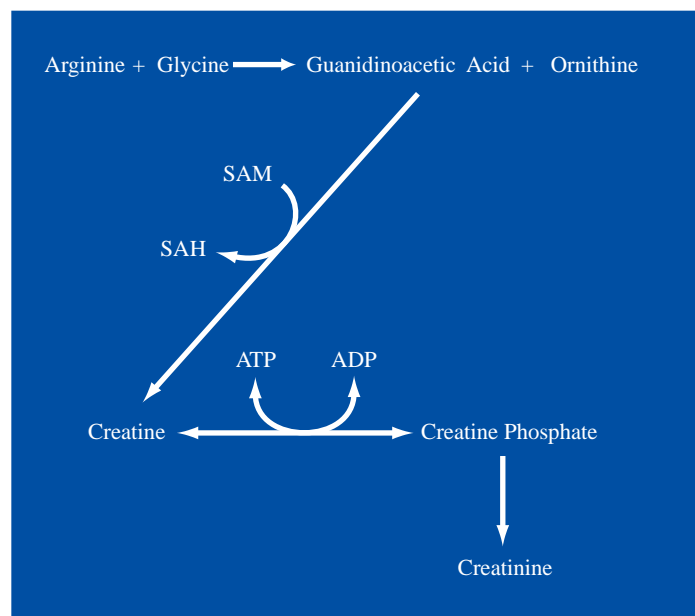 Arginine + Glycine Guanidinoacetic Acid + Ornithine
SAM
SAH
ATP ADP
Creatine Creatine Phosphate
Creatinine